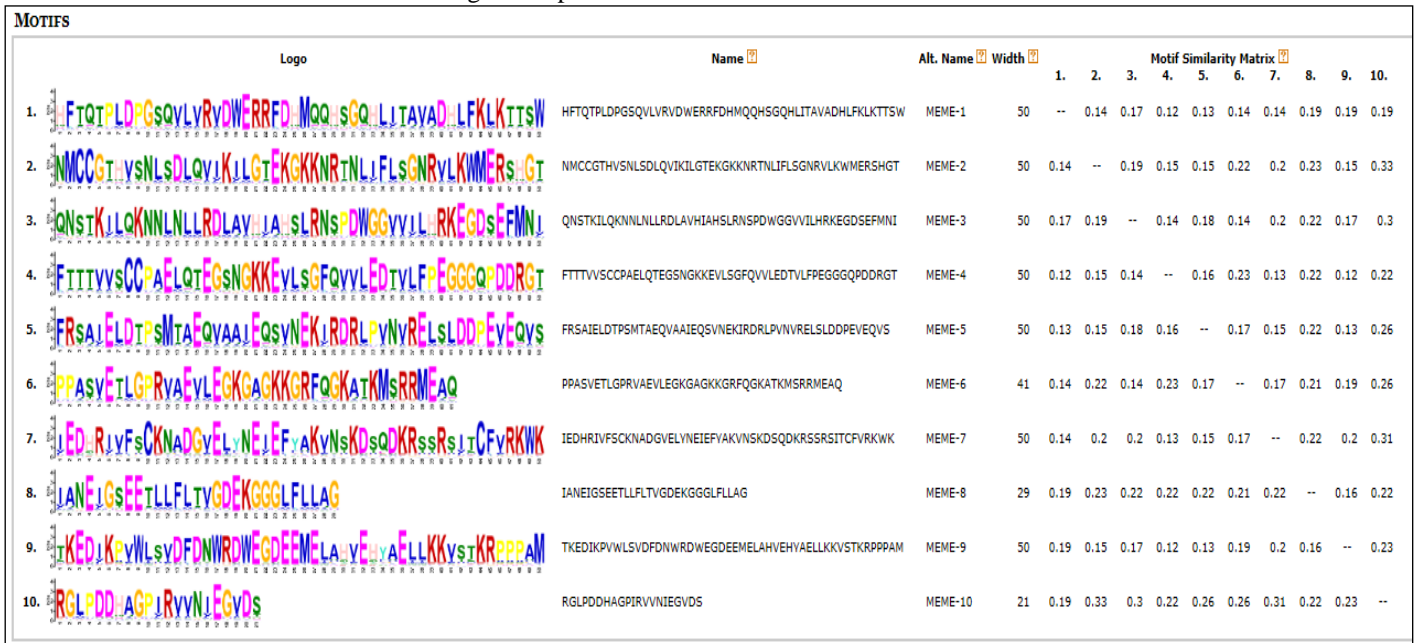 MOTIFS
Logo Name ? Alt. Name ? Width ? Motif Similarity Matrix ?
1. 2. 3. 4. 5. 6. 7. 8. 9. 10.
1. HFTQTPLDPGSQVLVRVDWERRFDHMQQHSGQHLITAVADHLFKLKTTSW HFTQTPLDPGSQVLVRVDWERRFDHMQQHSGQHLITAVADHLFKLKTTSW MEME-1 50 -- 0.14 0.17 0.12 0.13 0.14 0.14 0.19 0.19 0.19
2. NMCCGTHVSNLSDLQVIKILGTEKGKKNRTNLIFLSGNRVLKWMERSHGT NMCCGTHVSNLSDLQVIKILGTEKGKKNRTNLIFLSGNRVLKWMERSHGT MEME-2 50 0.14 -- 0.19 0.15 0.15 0.22 0.2 0.23 0.15 0.33
3. QNSTKILQKNNLNLLRDLAVHIAHSLRNSPDWGGVVILHRKEGDSEFMNI QNSTKILQKNNLNLLRDLAVHIAHSLRNSPDWGGVVILHRKEGDSEFMNI MEME-3 50 0.17 0.19 -- 0.14 0.18 0.14 0.2 0.22 0.17 0.3
4. FTTTVVSCCPAELQTEGSNGKKEVLSGFQVVLEDTVLFPEGGGQPDDRGT FTTTVVSCCPAELQTEGSNGKKEVLSGFQVVLEDTVLFPEGGGQPDDRGT MEME-4 50 0.12 0.15 0.14 -- 0.16 0.23 0.13 0.22 0.12 0.22
5. FRSAIELDTPSMTAEQVAAIEQSVNEKIRDRLPVNVRELSLDDPEVEQVS FRSAIELDTPSMTAEQVAAIEQSVNEKIRDRLPVNVRELSLDDPEVEQVS MEME-5 50 0.13 0.15 0.18 0.16 -- 0.17 0.15 0.22 0.13 0.26
6. PPASVETLGPRVAEVLEGKGAGKKGRFQGKATKMSRRMEAQ PPASVETLGPRVAEVLEGKGAGKKGRFQGKATKMSRRMEAQ MEME-6 41 0.14 0.22 0.14 0.23 0.17 -- 0.17 0.21 0.19 0.26
7. IEDHRIVFSCKNADGVELYNEIEFYAKVNSKDSQDKRSSRSITCFVRKWK IEDHRIVFSCKNADGVELYNEIEFYAKVNSKDSQDKRSSRSITCFVRKWK MEME-7 50 0.14 0.2 0.2 0.13 0.15 0.17 -- 0.22 0.2 0.31
8. IANEIGSEETLLFLTVGDEKGGGLFLLAG IANEIGSEETLLFLTVGDEKGGGLFLLAG MEME-8 29 0.19 0.23 0.22 0.22 0.22 0.21 0.22 -- 0.16 0.22
9. TKEDIKPVWLSVDFDNWRDWEGDEEMELAHVEHYAELLKKVSTKRPPPAM TKEDIKPVWLSVDFDNWRDWEGDEEMELAHVEHYAELLKKVSTKRPPPAM MEME-9 50 0.19 0.15 0.17 0.12 0.13 0.19 0.2 0.16 -- 0.23
10. RGLPDDHAGPIRVVNIEGVDS RGLPDDHAGPIRVVNIEGVDS MEME-10 21 0.19 0.33 0.3 0.22 0.26 0.26 0.31 0.22 0.23 --